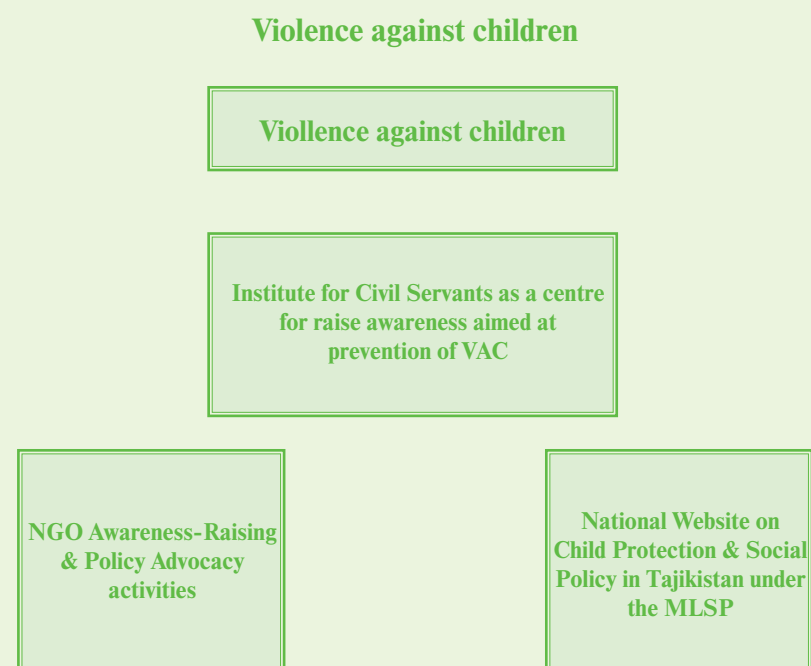 Violence against children
Viollence against children
Institute for Civil Servants as a centre
for raise awareness aimed at
prevention of VAC
NGO Awareness-Raising
& Policy Advocacy
activities
National Website on
Child Protection & Social
Policy in Tajikistan under
the MLSP